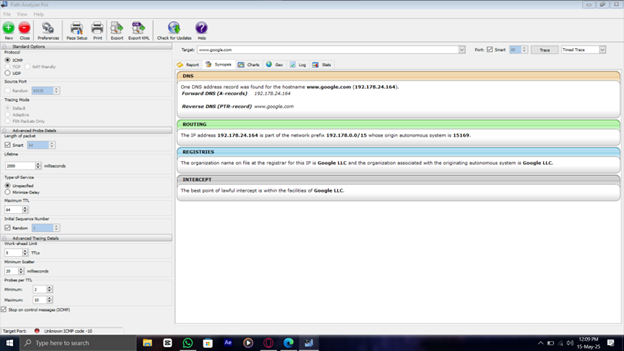 Path Analyzer Pro
File View Help
New Close Preferences Page Setup Print Export Export KML Check for Updates Help
Standard Options
Protocol
ICMP
TCP NAT-friendly
UDP
Source Port
Random 65535
Tracing Mode
Default
Adaptive
FIN Packets Only
Advanced Probe Details
Length of packet
Smart 64
Lifetime
2000 milliseconds
Type-of-Service
Unspecified
Minimize-Delay
Maximum TTL
64
Initial Sequence Number
Random 1
Advanced Tracing Details
Work-ahead Limit
5 TTLs
Minimum Scatter
20 milliseconds
Probes per TTL
Minimum: 2
Maximum: 10
Stop on control messages (ICMP)
Target: www.google.com Port: Smart 80 Trace Timed Trace
Report Synopsis Charts Geo Log Stats
DNS
One DNS address record was found for the hostname www.google.com (192.178.24.164).
Forward DNS (A-records) 192.178.24.164
Reverse DNS (PTR-record) www.google.com
ROUTING
The IP address 192.178.24.164 is part of the network prefix 192.178.0.0/15 whose origin autonomous system is 15169.
REGISTRIES
The organization name on file at the registrar for this IP is Google LLC and the organization associated with the originating autonomous system is Google LLC.
INTERCEPT
The best point of lawful intercept is within the facilities of Google LLC.
Target Port: Unknown ICMP code -10
Type here to search
Ae
12:09 PM
15-May-25